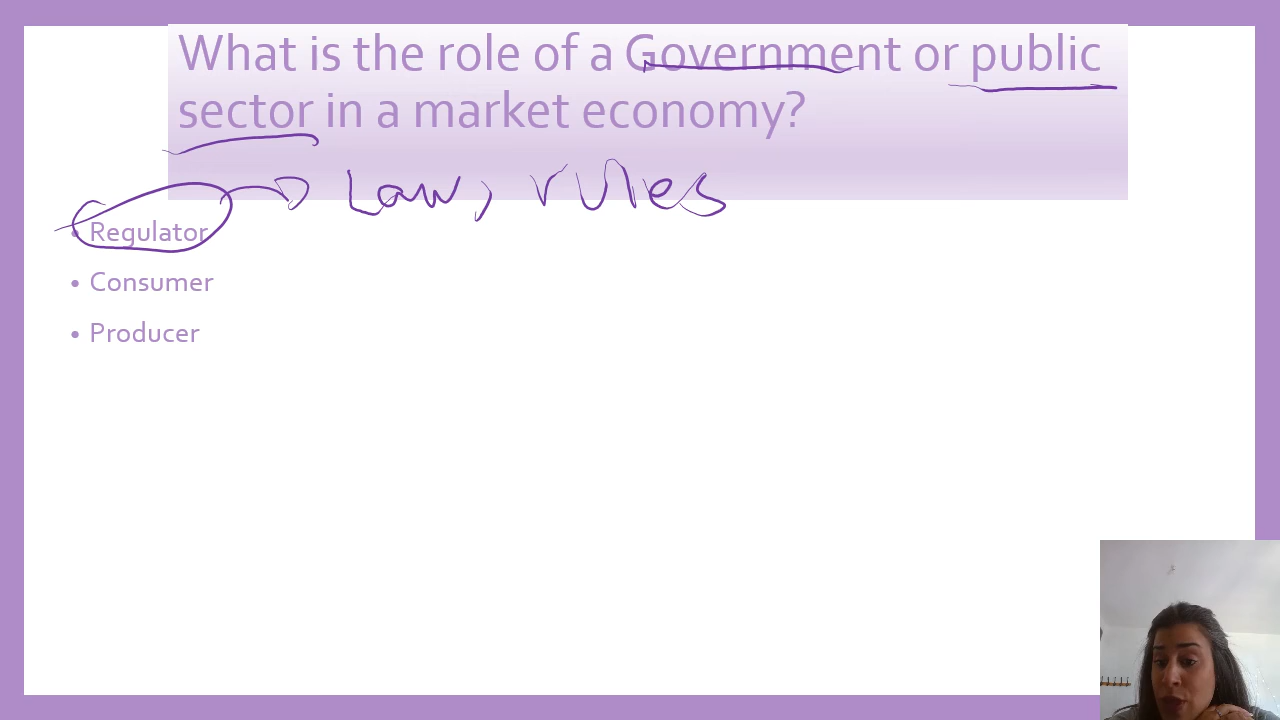 What is the role of a Government or public
sector in a market economy?
Law, rules
• Regulator
• Consumer
• Producer